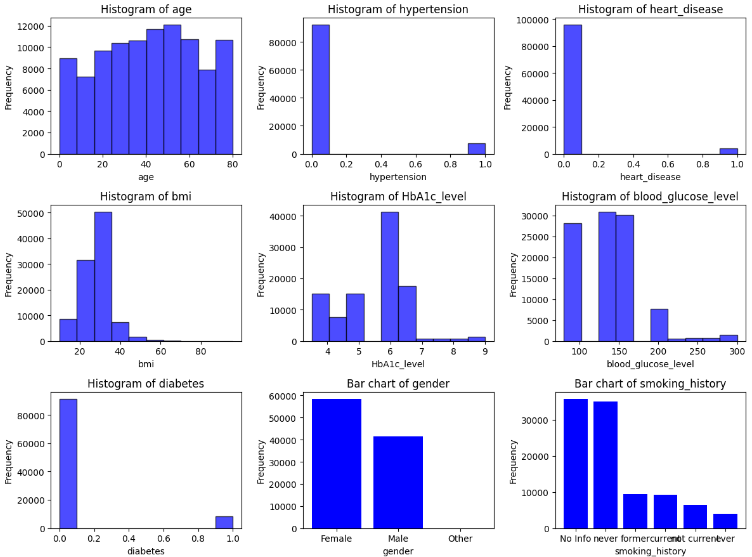 Histogram of age
Frequency
12000
10000
8000
6000
4000
2000
0
0 20 40 60 80
age
Histogram of hypertension
Frequency
80000
60000
40000
20000
0
0.0 0.2 0.4 0.6 0.8 1.0
hypertension
Histogram of heart_disease
Frequency
100000
80000
60000
40000
20000
0
0.0 0.2 0.4 0.6 0.8 1.0
heart_disease
Histogram of bmi
Frequency
50000
40000
30000
20000
10000
0
20 40 60 80
bmi
Histogram of HbA1c_level
Frequency
40000
30000
20000
10000
0
4 5 6 7 8 9
HbA1c_level
Histogram of blood_glucose_level
Frequency
30000
25000
20000
15000
10000
5000
0
100 150 200 250 300
blood_glucose_level
Histogram of diabetes
Frequency
80000
60000
40000
20000
0
0.0 0.2 0.4 0.6 0.8 1.0
diabetes
Bar chart of gender
Frequency
60000
50000
40000
30000
20000
10000
0
Female Male Other
gender
Bar chart of smoking_history
Frequency
30000
20000
10000
0
No Info never former current not current ever
smoking_history